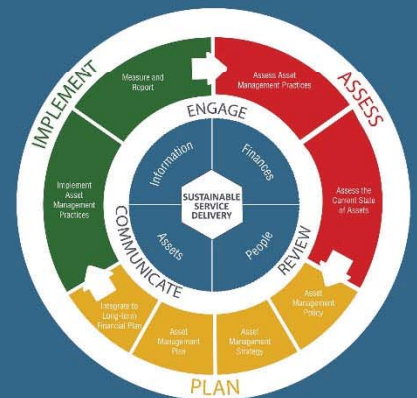 IMPLEMENT
ASSESS
PLAN
Measure and
Report
Assess Asset
Management Practices
Assess the
Current State
of Assets
Asset
Management
Policy
Asset
Management
Strategy
Asset
Management
Plan
Integrate to
Long-term
Financial Plan
Implement
Asset
Management
Practices
ENGAGE
REVIEW
COMMUNICATE
Information
Finances
People
Assets
SUSTAINABLE
SERVICE
DELIVERY